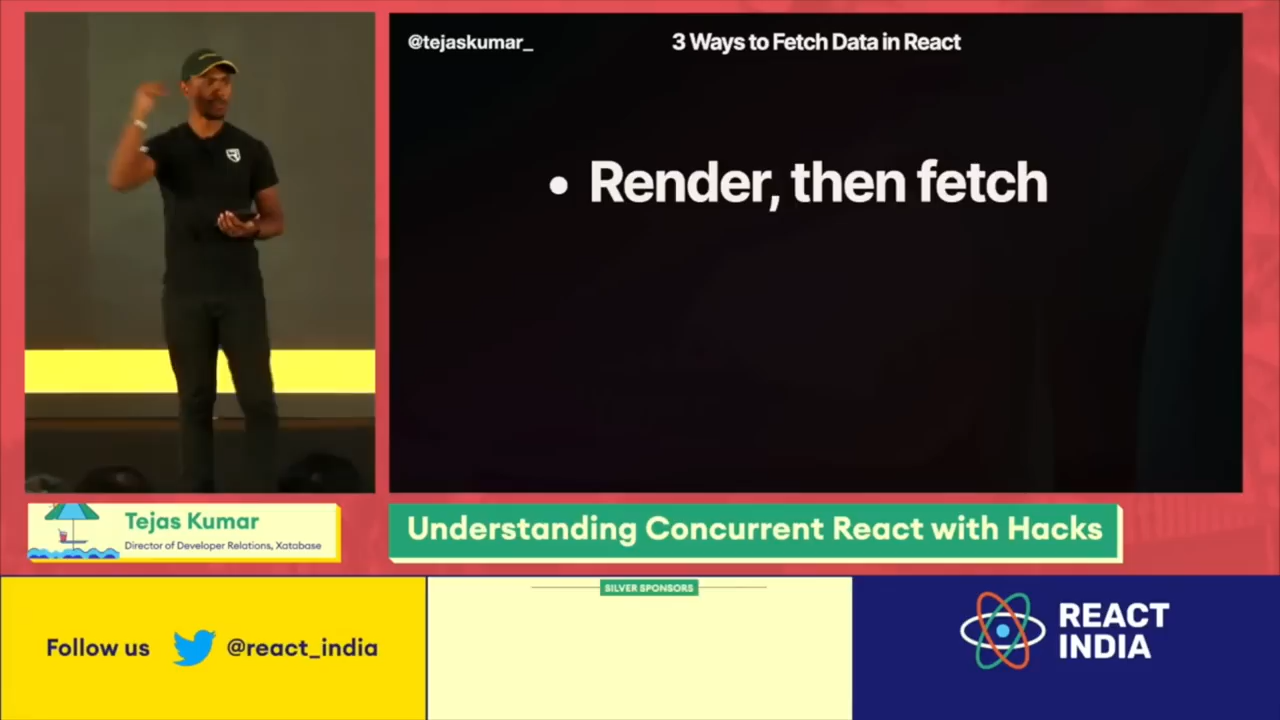 @tejaskumar_
3 Ways to Fetch Data in React
• Render, then fetch
Tejas Kumar
Director of Developer Relations, Xatabase
Understanding Concurrent React with Hacks
SILVER SPONSORS
Follow us @react_india
REACT
INDIA